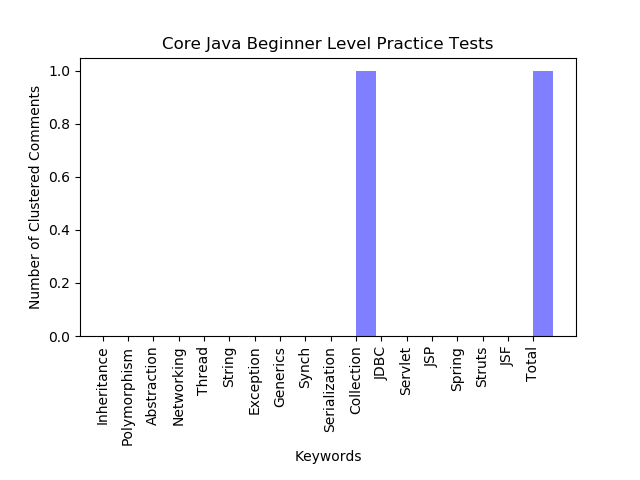 Core Java Beginner Level Practice Tests
Number of Clustered Comments
1.0
0.8
0.6
0.4
0.2
0.0
Inheritance
Polymorphism
Abstraction
Networking
Thread
String
Exception
Generics
Synch
Serialization
Collection
JDBC
Servlet
JSP
Spring
Struts
JSF
Total
Keywords